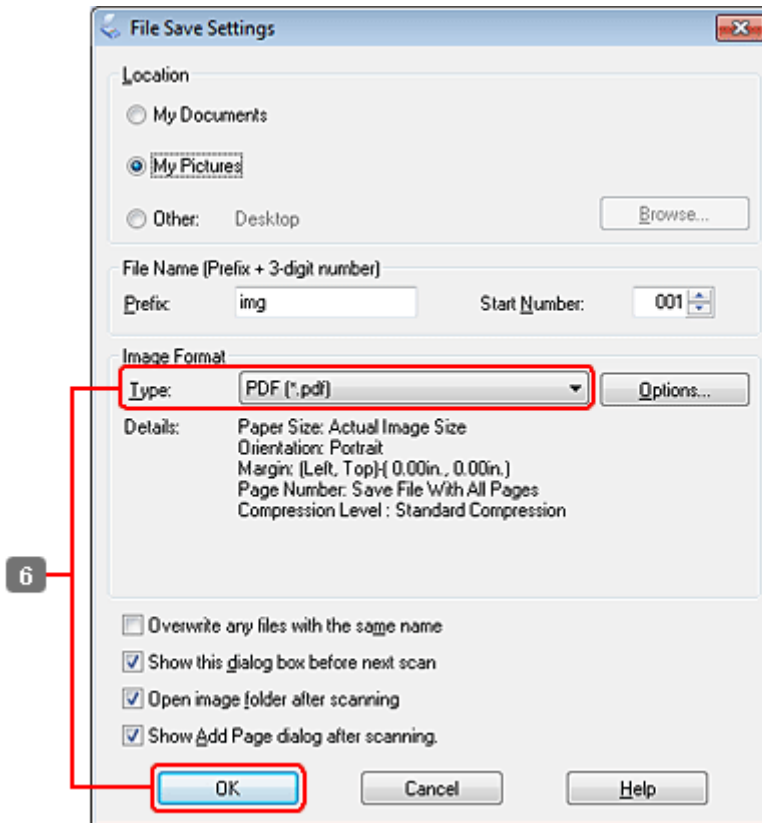 File Save Settings
Location
My Documents
My Pictures
Other: Desktop Browse...
File Name (Prefix + 3-digit number)
Prefix: img Start Number: 001
Image Format
Type: PDF (*.pdf) Options...
Details: Paper Size: Actual Image Size
Orientation: Portrait
Margin: (Left, Top)-( 0.00in., 0.00in.)
Page Number: Save File With All Pages
Compression Level : Standard Compression
6
Overwrite any files with the same name
Show this dialog box before next scan
Open image folder after scanning
Show Add Page dialog after scanning.
OK Cancel Help